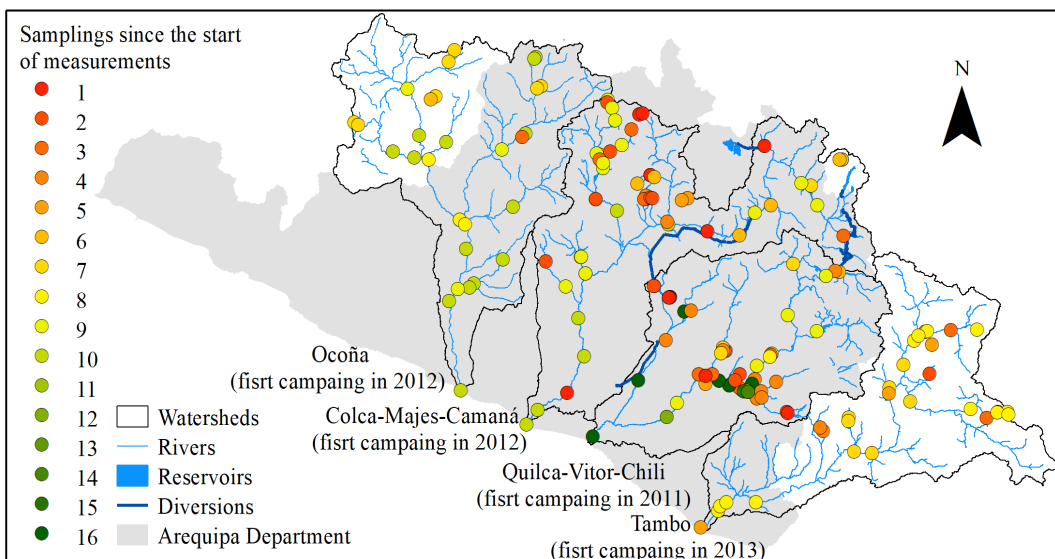 Samplings since the start
of measurements
1
2
3
4
5
6
7
8
9
10
11
12
13
14
15
16
Watersheds
Rivers
Reservoirs
Diversions
Arequipa Department
N
Ocoña
(fisrt campaing in 2012)
Colca-Majes-Camaná
(fisrt campaing in 2012)
Quilca-Vitor-Chili
(fisrt campaing in 2011)
Tambo
(fisrt campaing in 2013)